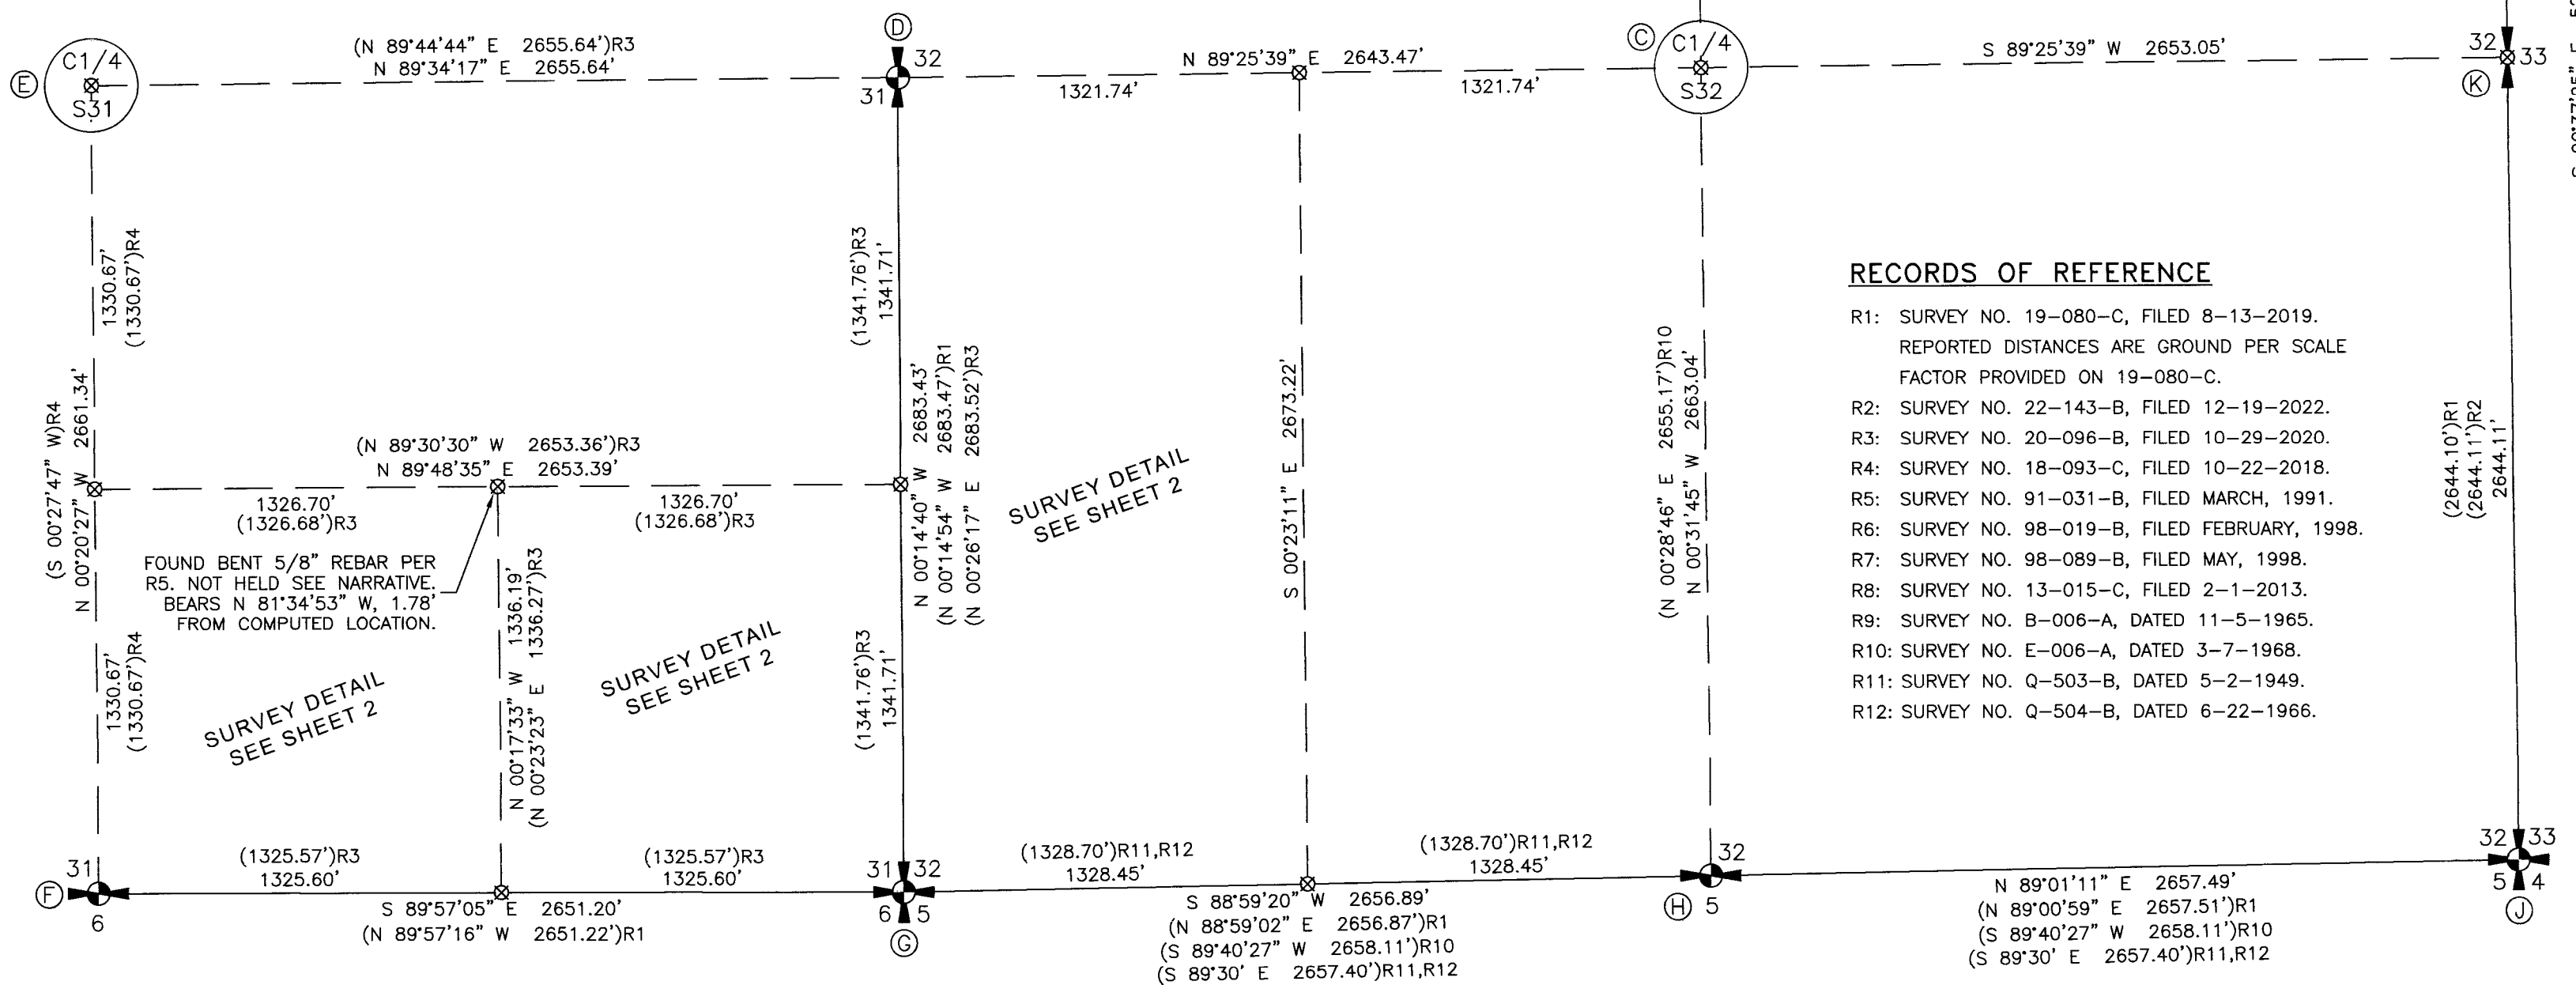 (N 89°44'44" E 2655.64')R3
N 89°34'17" E 2655.64'
E
C1/4
S31
D
32
31
N 89°25'39" E 2643.47'
1321.74'
1321.74'
C
C1/4
S32
S 89°25'39" W 2653.05'
32
33
K
1330.67'
(1330.67')R4
(S 00°27'47" W)R4
N 00°20'27" W 2661.34'
1330.67'
(1330.67')R4
(N 89°30'30" W 2653.36')R3
N 89°48'35" E 2653.39'
1326.70'
(1326.68')R3
1326.70'
(1326.68')R3
FOUND BENT 5/8" REBAR PER
R5. NOT HELD SEE NARRATIVE.
BEARS N 81°34'53" W, 1.78'
FROM COMPUTED LOCATION.
N 00°17'33" W 1336.19'
(N 00°23'23" E 1336.27')R3
SURVEY DETAIL
SEE SHEET 2
SURVEY DETAIL
SEE SHEET 2
(1341.76')R3
1341.71'
(1341.76')R3
1341.71'
N 00°14'40" W 2683.43'
(N 00°14'54" W 2683.47')R1
(N 00°26'17" E 2683.52')R3
SURVEY DETAIL
SEE SHEET 2
S 00°23'11" E 2673.22'
(N 00°28'46" E 2655.17')R10
N 00°31'45" W 2663.04'
RECORDS OF REFERENCE
R1: SURVEY NO. 19-080-C, FILED 8-13-2019.
REPORTED DISTANCES ARE GROUND PER SCALE
FACTOR PROVIDED ON 19-080-C.
R2: SURVEY NO. 22-143-B, FILED 12-19-2022.
R3: SURVEY NO. 20-096-B, FILED 10-29-2020.
R4: SURVEY NO. 18-093-C, FILED 10-22-2018.
R5: SURVEY NO. 91-031-B, FILED MARCH, 1991.
R6: SURVEY NO. 98-019-B, FILED FEBRUARY, 1998.
R7: SURVEY NO. 98-089-B, FILED MAY, 1998.
R8: SURVEY NO. 13-015-C, FILED 2-1-2013.
R9: SURVEY NO. B-006-A, DATED 11-5-1965.
R10: SURVEY NO. E-006-A, DATED 3-7-1968.
R11: SURVEY NO. Q-503-B, DATED 5-2-1949.
R12: SURVEY NO. Q-504-B, DATED 6-22-1966.
(2644.10')R1
(2644.11')R2
2644.11'
F
31
6
(1325.57')R3
1325.60'
(1325.57')R3
1325.60'
S 89°57'05" E 2651.20'
(N 89°57'16" W 2651.22')R1
31
32
6
5
G
(1328.70')R11,R12
1328.45'
(1328.70')R11,R12
1328.45'
S 88°59'20" W 2656.89'
(N 88°59'02" E 2656.87')R1
(S 89°40'27" W 2658.11')R10
(S 89°30' E 2657.40')R11,R12
32
H
5
N 89°01'11" E 2657.49'
(N 89°00'59" E 2657.51')R1
(S 89°40'27" W 2658.11')R10
(S 89°30' E 2657.40')R11,R12
32
33
5
4
J